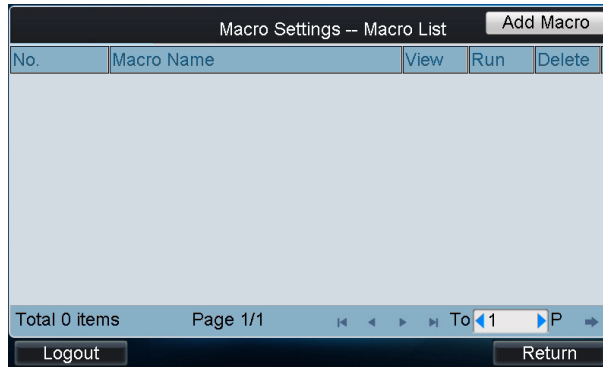 Macro Settings -- Macro List Add Macro
No. Macro Name View Run Delete
Total 0 items Page 1/1 To 1 P
Logout Return